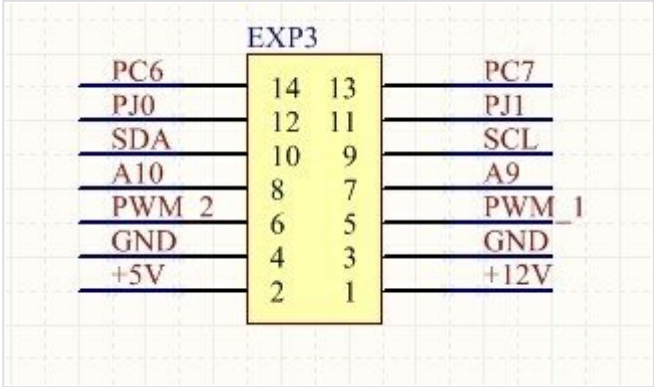 EXP3
PC6 14 13 PC7
PJ0 12 11 PJ1
SDA 10 9 SCL
A10 8 7 A9
PWM_2 6 5 PWM_1
GND 4 3 GND
+5V 2 1 +12V